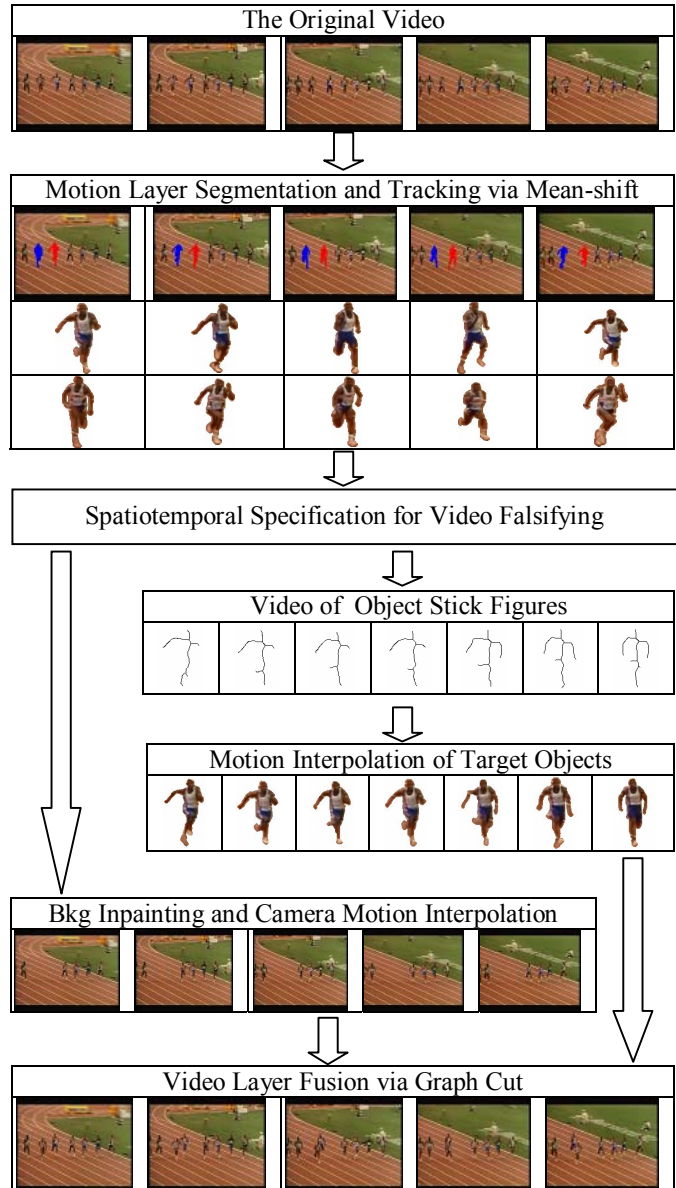 The Original Video
Motion Layer Segmentation and Tracking via Mean-shift
Spatiotemporal Specification for Video Falsifying
Video of Object Stick Figures
Motion Interpolation of Target Objects
Bkg Inpainting and Camera Motion Interpolation
Video Layer Fusion via Graph Cut